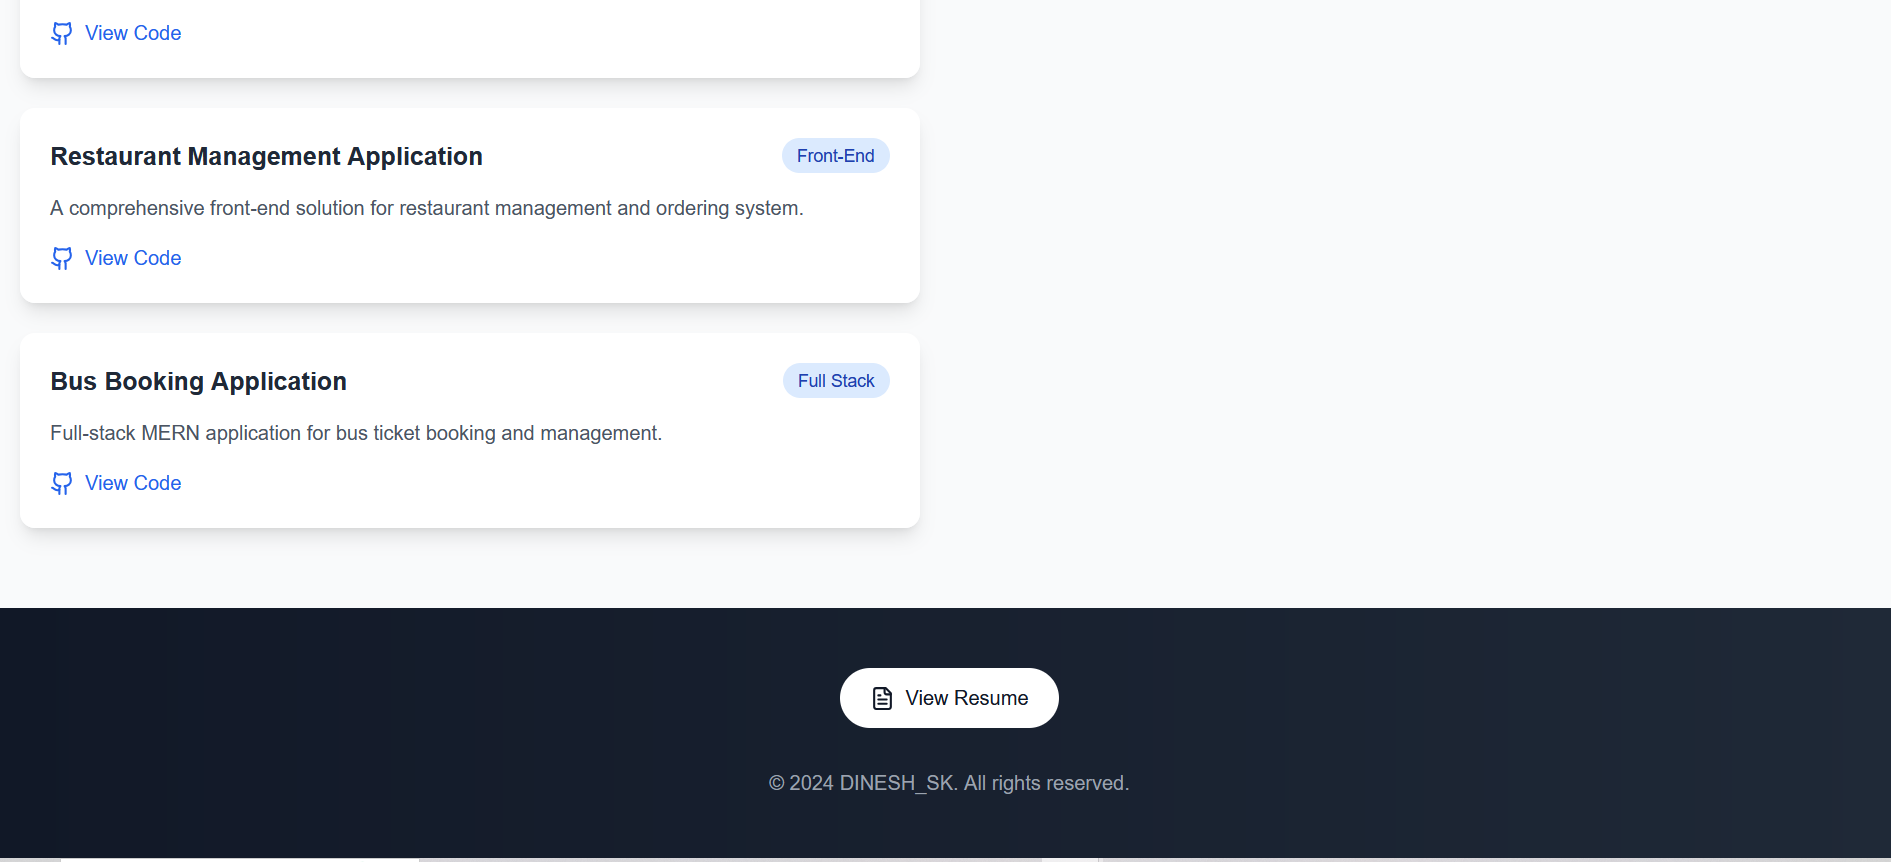 View Code
Restaurant Management Application
Front-End
A comprehensive front-end solution for restaurant management and ordering system.
View Code
Bus Booking Application
Full Stack
Full-stack MERN application for bus ticket booking and management.
View Code
View Resume
© 2024 DINESH_SK. All rights reserved.